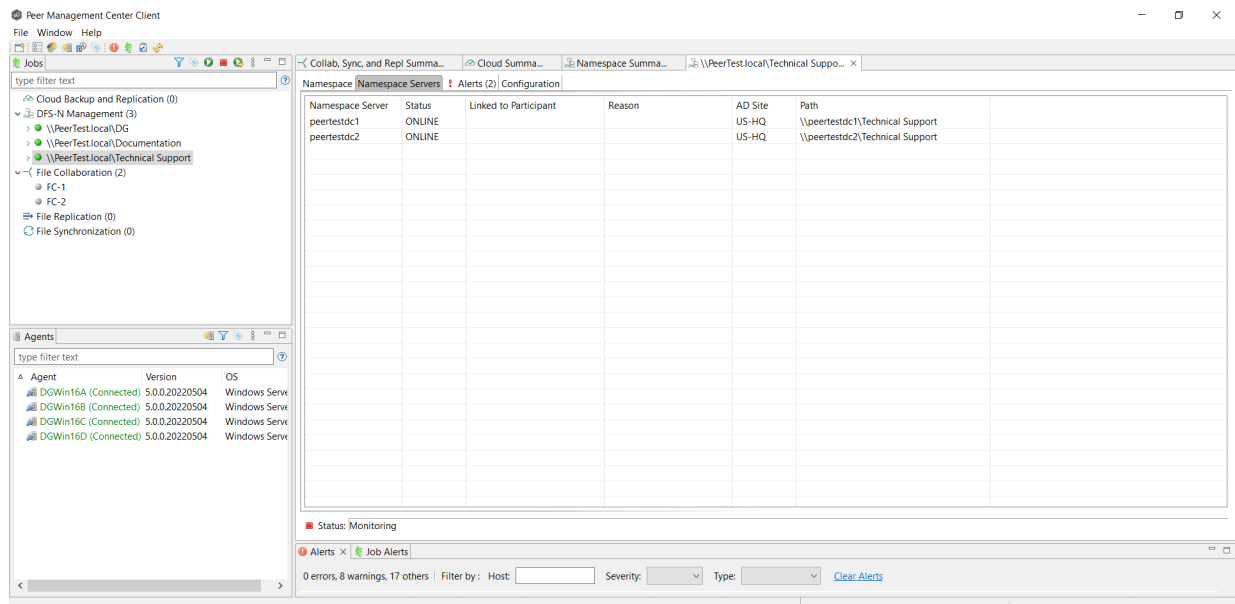 Peer Management Center Client
File Window Help
Jobs
type filter text
Cloud Backup and Replication (0)
DFS-N Management (3)
\\PeerTest.local\DG
\\PeerTest.local\Documentation
\\PeerTest.local\Technical Support
File Collaboration (2)
FC-1
FC-2
File Replication (0)
File Synchronization (0)
Agents
type filter text
Agent Version OS
DGWin16A (Connected) 5.0.0.20220504 Windows Serve
DGWin16B (Connected) 5.0.0.20220504 Windows Serve
DGWin16C (Connected) 5.0.0.20220504 Windows Serve
DGWin16D (Connected) 5.0.0.20220504 Windows Serve
Collab, Sync, and Repl Summa... Cloud Summa... Namespace Summa... \\PeerTest.local\Technical Suppo...
Namespace Namespace Servers Alerts (2) Configuration
Namespace Server Status Linked to Participant Reason AD Site Path
peertestdc1 ONLINE US-HQ \\peertestdc1\Technical Support
peertestdc2 ONLINE US-HQ \\peertestdc2\Technical Support
Status: Monitoring
Alerts Job Alerts
0 errors, 8 warnings, 17 others Filter by : Host: Severity: Type: Clear Alerts